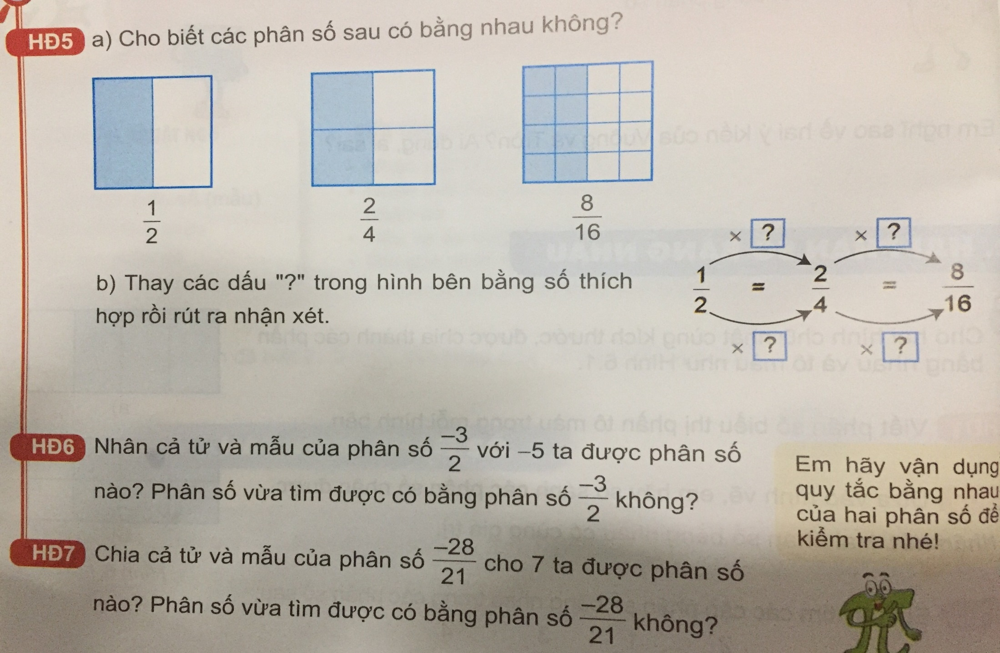 HĐ5 a) Cho biết các phân số sau có bằng nhau không?
1/2 2/4 8/16
× ? × ?
b) Thay các dấu "?" trong hình bên bằng số thích
1/2 = 2/4 = 8/16
hợp rồi rút ra nhận xét.
× ? × ?
HĐ6 Nhân cả tử và mẫu của phân số –3/2 với –5 ta được phân số
nào? Phân số vừa tìm được có bằng phân số –3/2 không?
Em hãy vận dụng
quy tắc bằng nhau
của hai phân số để
kiểm tra nhé!
HĐ7 Chia cả tử và mẫu của phân số –28/21 cho 7 ta được phân số
nào? Phân số vừa tìm được có bằng phân số –28/21 không?